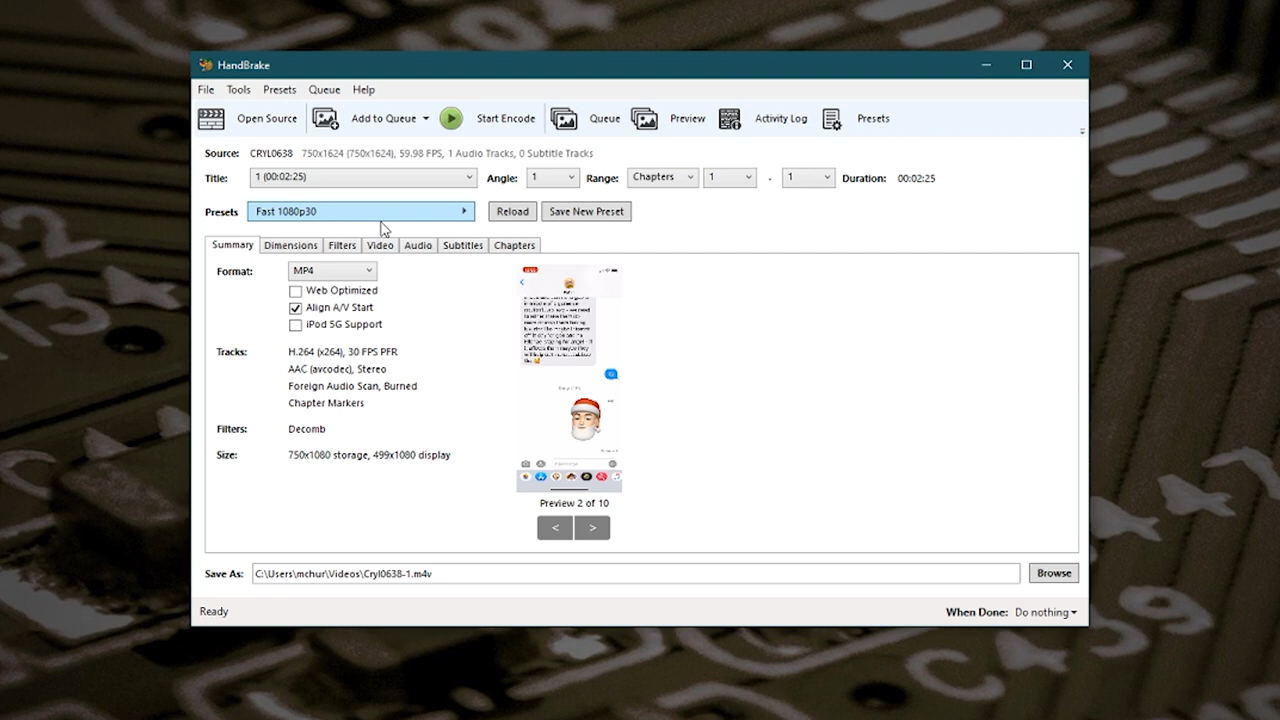 HandBrake
File Tools Presets Queue Help
Open Source Add to Queue Start Encode Queue Preview Activity Log Presets
Source: CRYL0638 750x1624 (750x1624), 59.98 FPS, 1 Audio Tracks, 0 Subtitle Tracks
Title: 1 (00:02:25) Angle: 1 Range: Chapters 1 - 1 Duration: 00:02:25
Presets Fast 1080p30 Reload Save New Preset
Summary Dimensions Filters Video Audio Subtitles Chapters
Format: MP4
Web Optimized
Align A/V Start
iPod 5G Support
Tracks: H.264 (x264), 30 FPS PFR
AAC (avcodec), Stereo
Foreign Audio Scan, Burned
Chapter Markers
Filters: Decomb
Size: 750x1080 storage, 499x1080 display
Preview 2 of 10
< >
Save As: C:\Users\mchur\Videos\Cryl0638-1.m4v Browse
Ready When Done: Do nothing
C439